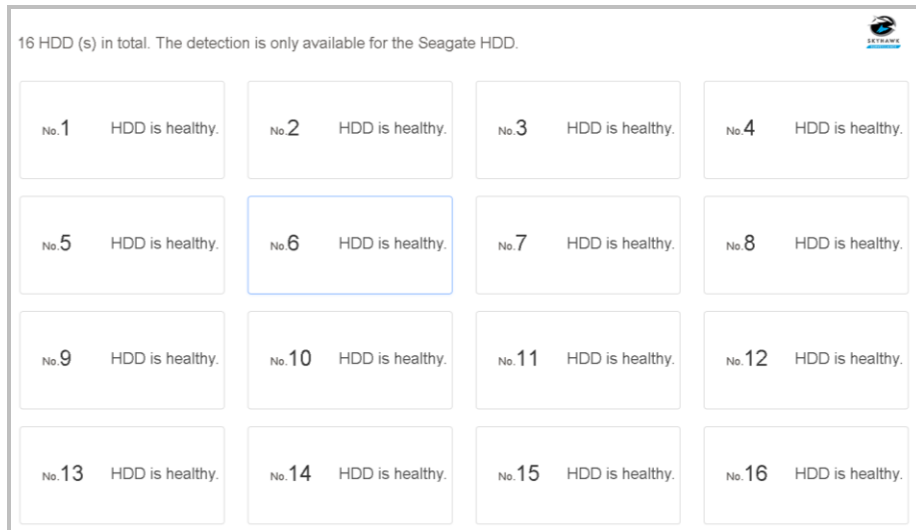 16 HDD (s) in total. The detection is only available for the Seagate HDD.
SKYHAWK
No.1 HDD is healthy.
No.2 HDD is healthy.
No.3 HDD is healthy.
No.4 HDD is healthy.
No.5 HDD is healthy.
No.6 HDD is healthy.
No.7 HDD is healthy.
No.8 HDD is healthy.
No.9 HDD is healthy.
No.10 HDD is healthy.
No.11 HDD is healthy.
No.12 HDD is healthy.
No.13 HDD is healthy.
No.14 HDD is healthy.
No.15 HDD is healthy.
No.16 HDD is healthy.